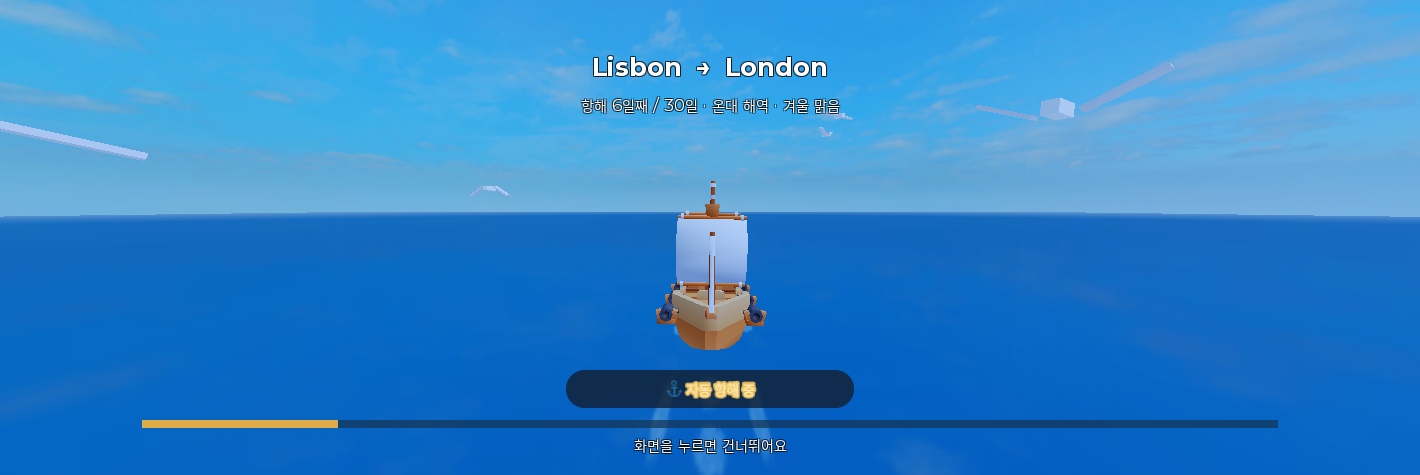 Lisbon → London
항해 6일째 / 30일 · 온대 해역 · 겨울 맑음
⚓ 자동 항해 중
화면을 누르면 건너뛰어요